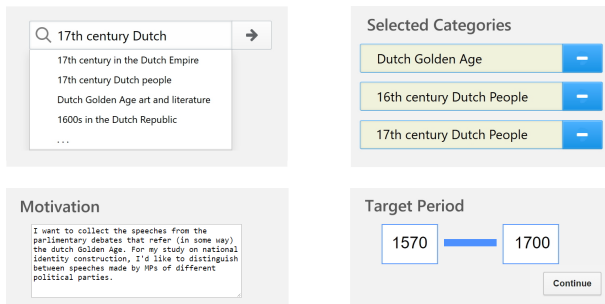 17th century Dutch
17th century in the Dutch Empire
17th century Dutch people
Dutch Golden Age art and literature
1600s in the Dutch Republic
...
Selected Categories
Dutch Golden Age
16th century Dutch People
17th century Dutch People
Motivation
I want to collect the speeches from the
parlimentary debates that refer (in some way)
the dutch Golden Age. For my study on national
identity construction, I'd like to distinguish
between speeches made by MPs of different
political parties.
Target Period
1570
1700
Continue